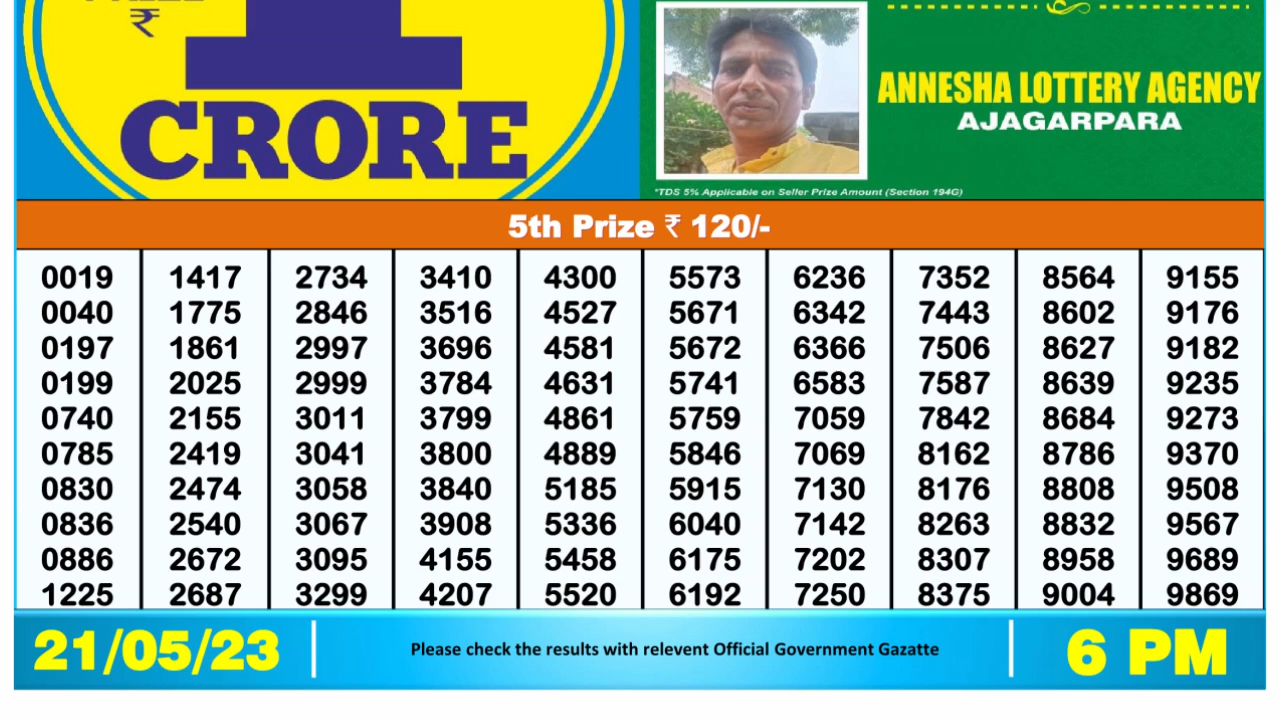 ₹
1
CRORE
ANNESHA LOTTERY AGENCY
AJAGARPARA
*TDS 5% Applicable on Seller Prize Amount (Section 194G)
5th Prize ₹ 120/-
0019 1417 2734 3410 4300 5573 6236 7352 8564 9155
0040 1775 2846 3516 4527 5671 6342 7443 8602 9176
0197 1861 2997 3696 4581 5672 6366 7506 8627 9182
0199 2025 2999 3784 4631 5741 6583 7587 8639 9235
0740 2155 3011 3799 4861 5759 7059 7842 8684 9273
0785 2419 3041 3800 4889 5846 7069 8162 8786 9370
0830 2474 3058 3840 5185 5915 7130 8176 8808 9508
0836 2540 3067 3908 5336 6040 7142 8263 8832 9567
0886 2672 3095 4155 5458 6175 7202 8307 8958 9689
1225 2687 3299 4207 5520 6192 7250 8375 9004 9869
21/05/23 Please check the results with relevent Official Government Gazatte 6 PM